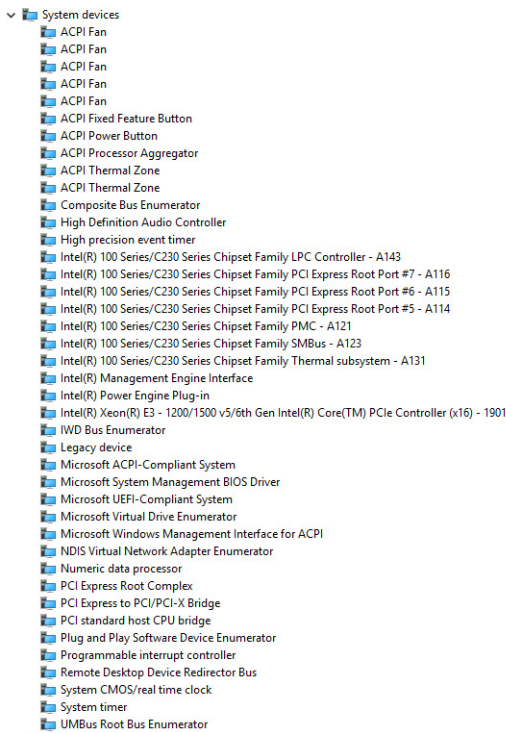 System devices
ACPI Fan
ACPI Fan
ACPI Fan
ACPI Fan
ACPI Fan
ACPI Fixed Feature Button
ACPI Power Button
ACPI Processor Aggregator
ACPI Thermal Zone
ACPI Thermal Zone
Composite Bus Enumerator
High Definition Audio Controller
High precision event timer
Intel(R) 100 Series/C230 Series Chipset Family LPC Controller - A143
Intel(R) 100 Series/C230 Series Chipset Family PCI Express Root Port #7 - A116
Intel(R) 100 Series/C230 Series Chipset Family PCI Express Root Port #6 - A115
Intel(R) 100 Series/C230 Series Chipset Family PCI Express Root Port #5 - A114
Intel(R) 100 Series/C230 Series Chipset Family PMC - A121
Intel(R) 100 Series/C230 Series Chipset Family SMBus - A123
Intel(R) 100 Series/C230 Series Chipset Family Thermal subsystem - A131
Intel(R) Management Engine Interface
Intel(R) Power Engine Plug-in
Intel(R) Xeon(R) E3 - 1200/1500 v5/6th Gen Intel(R) Core(TM) PCIe Controller (x16) - 1901
IWD Bus Enumerator
Legacy device
Microsoft ACPI-Compliant System
Microsoft System Management BIOS Driver
Microsoft UEFI-Compliant System
Microsoft Virtual Drive Enumerator
Microsoft Windows Management Interface for ACPI
NDIS Virtual Network Adapter Enumerator
Numeric data processor
PCI Express Root Complex
PCI Express to PCI/PCI-X Bridge
PCI standard host CPU bridge
Plug and Play Software Device Enumerator
Programmable interrupt controller
Remote Desktop Device Redirector Bus
System CMOS/real time clock
System timer
UMBus Root Bus Enumerator